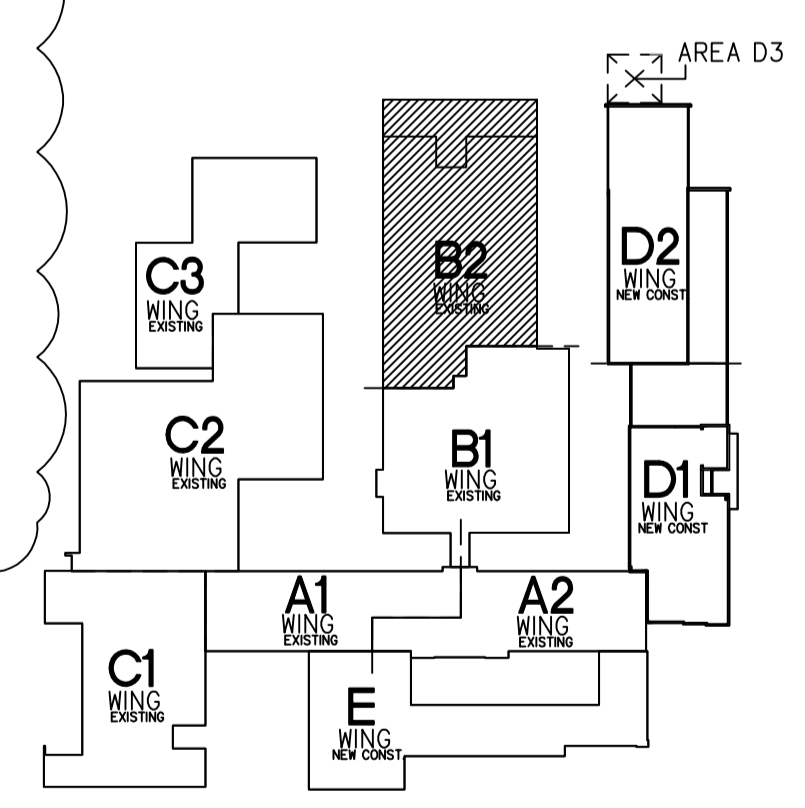 AREA D3
D2
WING
NEW CONST
B2
WING
EXISTING
C3
WING
EXISTING
C2
WING
EXISTING
B1
WING
EXISTING
D1
WING
NEW CONST
A1
WING
EXISTING
A2
WING
EXISTING
C1
WING
EXISTING
E
WING
NEW CONST.